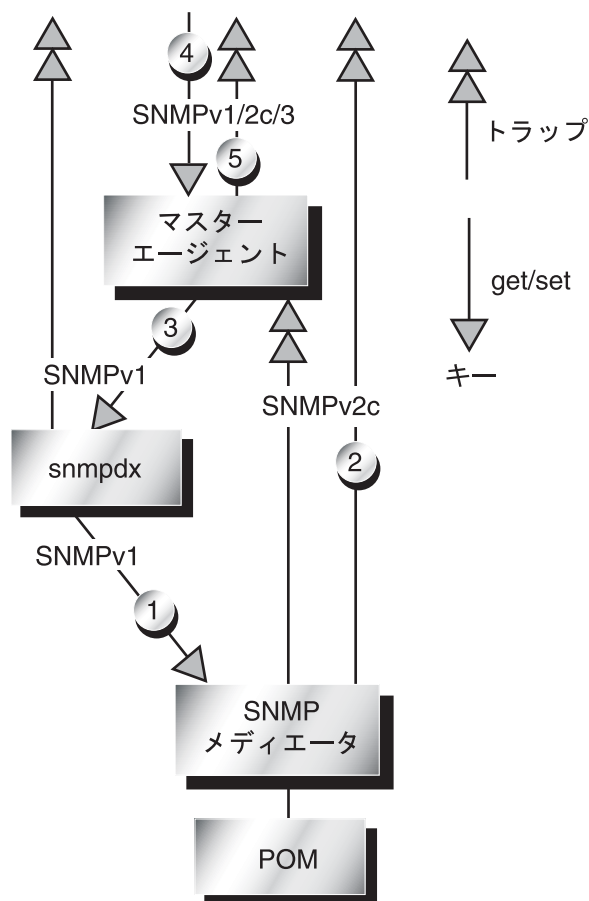 4
SNMPv1/2c/3
5
トラップ
マスター
エージェント
get/set
3
キー
SNMPv1
SNMPv2c
snmpdx
2
SNMPv1
1
SNMP
メディエータ
POM